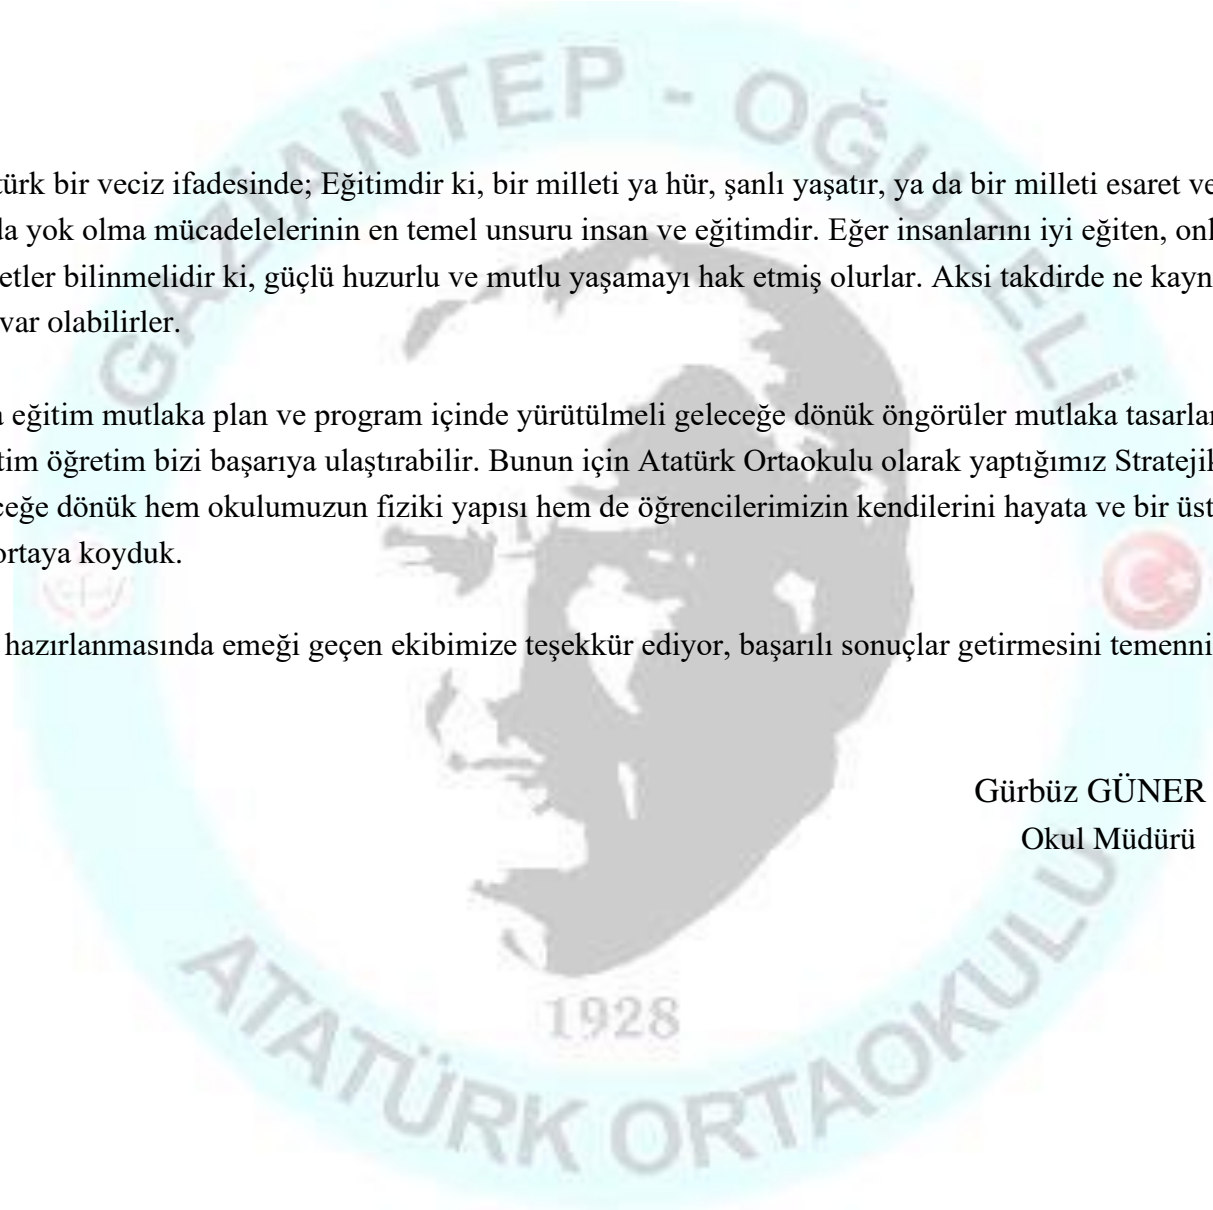 GAZİANTEP - OĞUZELİ
türk bir veciz ifadesinde; Eğitimdir ki, bir milleti ya hür, şanlı yaşatır, ya da bir milleti esaret ve
da yok olma mücadelelerinin en temel unsuru insan ve eğitimdir. Eğer insanlarını iyi eğiten, onl
etler bilinmelidir ki, güçlü huzurlu ve mutlu yaşamayı hak etmiş olurlar. Aksi takdirde ne kayn
var olabilirler.
eğitim mutlaka plan ve program içinde yürütülmeli geleceğe dönük öngörüler mutlaka tasarlan
tim öğretim bizi başarıya ulaştırabilir. Bunun için Atatürk Ortaokulu olarak yaptığımız Stratejik
ceğe dönük hem okulumuzun fiziki yapısı hem de öğrencilerimizin kendilerini hayata ve bir üst
ortaya koyduk.
hazırlanmasında emeği geçen ekibimize teşekkür ediyor, başarılı sonuçlar getirmesini temenni
Gürbüz GÜNER
Okul Müdürü
1928
ATATÜRK ORTAOKULU